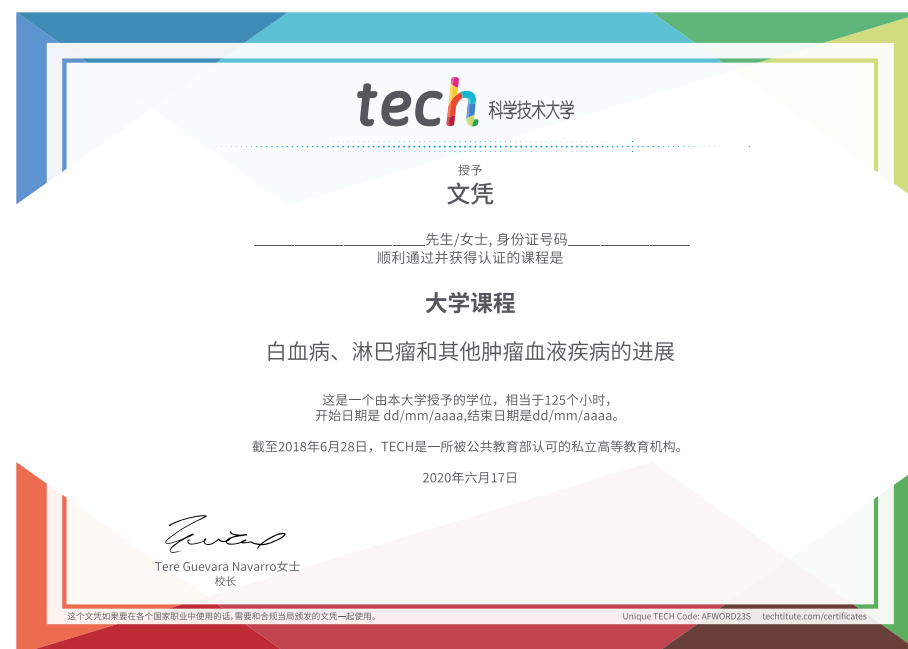 tech 科学技术大学
授予
文凭
先生/女士, 身份证号码
顺利通过并获得认证的课程是
大学课程
白血病、淋巴瘤和其他肿瘤血液疾病的进展
这是一个由本大学授予的学位，相当于125个小时，
开始日期是 dd/mm/aaaa,结束日期是dd/mm/aaaa。
截至2018年6月28日，TECH是一所被公共教育部认可的私立高等教育机构。
2020年六月17日
Tere Guevara Navarro女士
校长
这个文凭如果要在各个国家职业中使用的话,需要和合规当局颁发的文凭一起使用。
Unique TECH Code: AFWORD23S techtitute.com/certificates